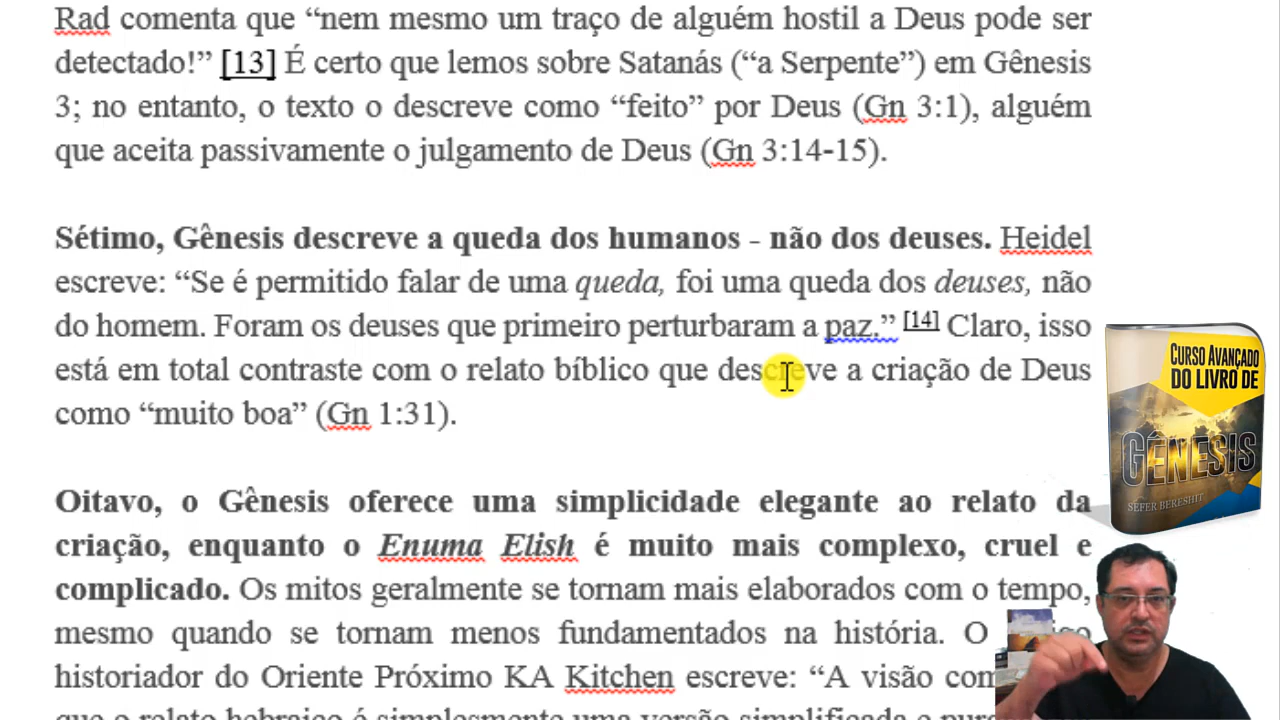 Rad comenta que “nem mesmo um traço de alguém hostil a Deus pode ser
detectado!” [13] É certo que lemos sobre Satanás (“a Serpente”) em Gênesis
3; no entanto, o texto o descreve como “feito” por Deus (Gn 3:1), alguém
que aceita passivamente o julgamento de Deus (Gn 3:14-15).
Sétimo, Gênesis descreve a queda dos humanos - não dos deuses. Heidel
escreve: “Se é permitido falar de uma queda, foi uma queda dos deuses, não
do homem. Foram os deuses que primeiro perturbaram a paz.” [14] Claro, isso
está em total contraste com o relato bíblico que descreve a criação de Deus
como “muito boa” (Gn 1:31).
Oitavo, o Gênesis oferece uma simplicidade elegante ao relato da
criação, enquanto o Enuma Elish é muito mais complexo, cruel e
complicado. Os mitos geralmente se tornam mais elaborados com o tempo,
mesmo quando se tornam menos fundamentados na história. O
historiador do Oriente Próximo KA Kitchen escreve: “A visão
que o relato hebraico é simplesmente uma versão simplificada e
CURSO AVANÇADO
DO LIVRO DE
GÊNESIS
SEFER BERESHIT